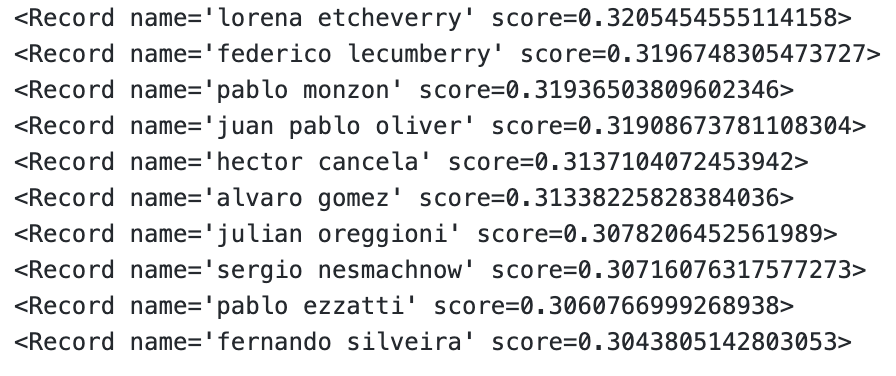 <Record name='lorena etcheverry' score=0.3205454555114158>
<Record name='federico lecumberry' score=0.3196748305473727>
<Record name='pablo monzon' score=0.31936503809602346>
<Record name='juan pablo oliver' score=0.31908673781108304>
<Record name='hector cancela' score=0.3137104072453942>
<Record name='alvaro gomez' score=0.31338225828384036>
<Record name='julian oreggioni' score=0.3078206452561989>
<Record name='sergio nesmachnow' score=0.30716076317577273>
<Record name='pablo ezzatti' score=0.3060766999268938>
<Record name='fernando silveira' score=0.3043805142803053>